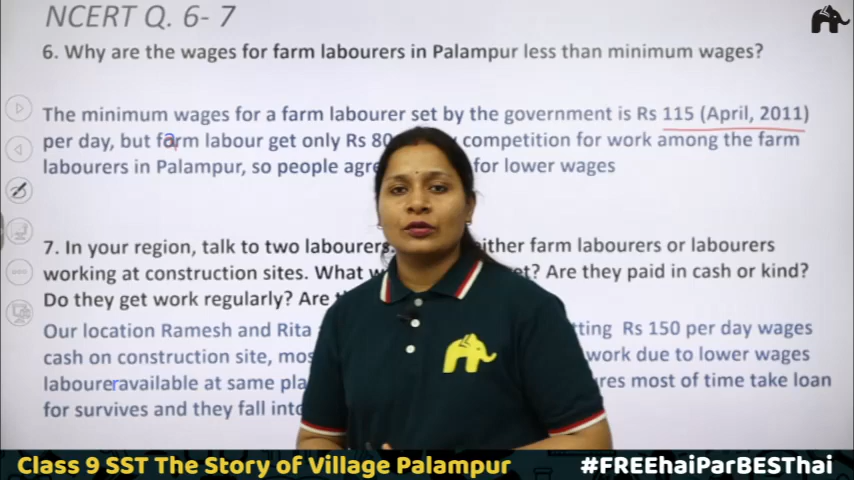 NCERT Q. 6- 7
6. Why are the wages for farm labourers in Palampur less than minimum wages?
The minimum wages for a farm labourer set by the government is Rs 115 (April, 2011)
per day, but farm labour get only Rs 80 competition for work among the farm
labourers in Palampur, so people agre for lower wages
7. In your region, talk to two labourers. either farm labourers or labourers
working at construction sites. What w et? Are they paid in cash or kind?
Do they get work regularly? Are
Our location Ramesh and Rita tting Rs 150 per day wages
cash on construction site, mos work due to lower wages
labourer available at same pla res most of time take loan
for survives and they fall into
Class 9 SST The Story of Village Palampur
#FREEhaiParBESThai